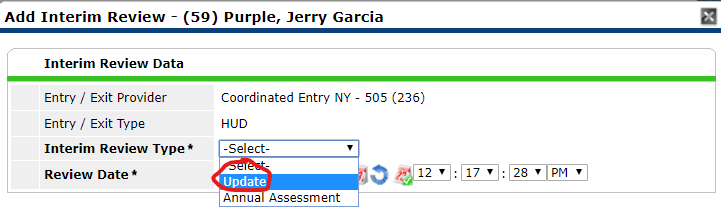 Add Interim Review - (59) Purple, Jerry Garcia
Interim Review Data
Entry / Exit Provider Coordinated Entry NY - 505 (236)
Entry / Exit Type HUD
Interim Review Type * -Select-
-Select-
Review Date * 12 : 17 : 28 PM
Update
Annual Assessment